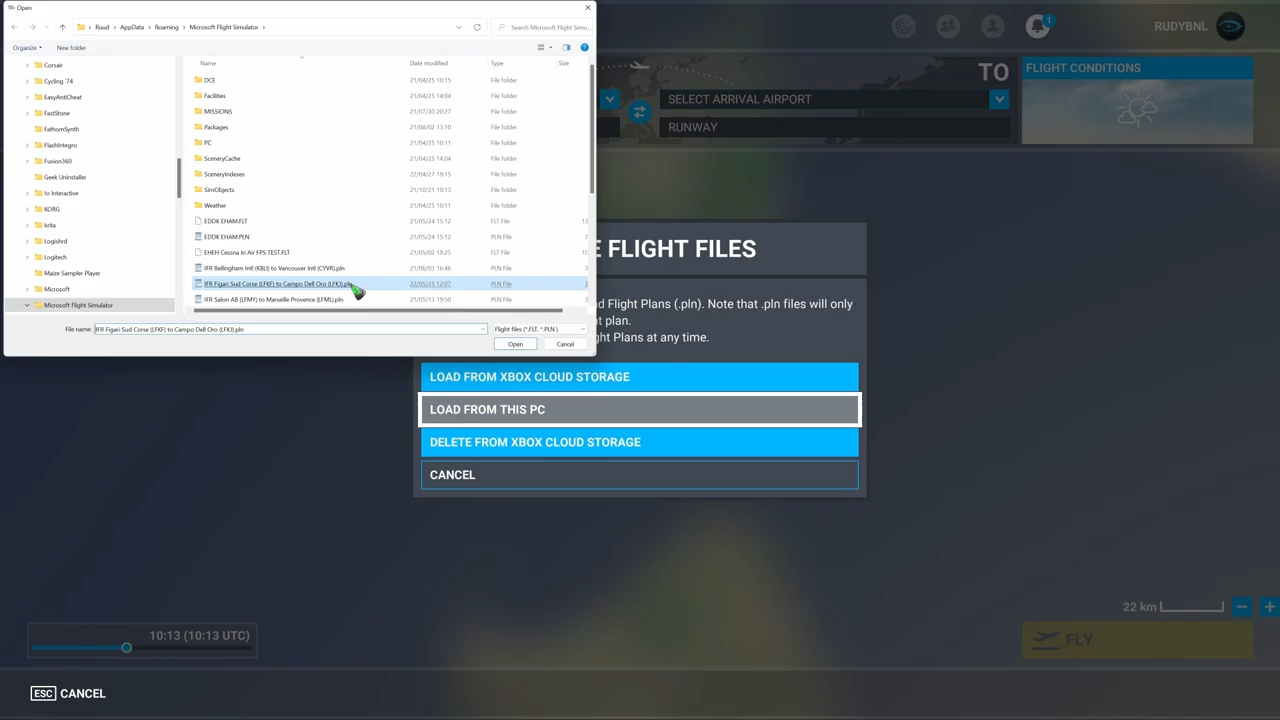 Open
Ruud > AppData > Roaming > Microsoft Flight Simulator >
Search Microsoft Flight Simu...
Organize
New folder
Name
Date modified
Type
Size
Corsair
Cycling '74
EasyAntiCheat
FastStone
FathomSynth
FlashIntegro
Fusion360
Geek Uninstaller
Io Interactive
KORG
krita
Logishrd
Logitech
Maize Sampler Player
Microsoft
Microsoft Flight Simulator
DCE 21/04/25 10:15 File folder
Facilities 21/04/25 14:04 File folder
MISSIONS 21/07/30 20:27 File folder
Packages 21/08/02 13:10 File folder
PC 21/04/25 10:11 File folder
SceneryCache 21/04/25 14:04 File folder
SceneryIndexes 22/04/27 19:15 File folder
SimObjects 21/10/21 19:13 File folder
Weather 21/04/25 10:11 File folder
EDDK EHAM.FLT 21/05/24 15:12 FLT File 13
EDDK EHAM.PLN 21/05/24 15:12 PLN File 7
EHEH Cessna In Air FPS TEST.FLT 21/05/02 19:25 FLT File 10
IFR Bellingham Intl (KBLI) to Vancouver Intl (CYVR).pln 21/06/03 16:46 PLN File 3
IFR Figari Sud Corse (LFKF) to Campo Dell Oro (LFKJ).pln 22/05/25 12:07 PLN File 2
IFR Salon AB (LFMY) to Marseille Provence (LFML).pln 21/05/13 19:50 PLN File 3
File name:
IFR Figari Sud Corse (LFKF) to Campo Dell Oro (LFKJ).pln
Flight files (*.FLT, *.PLN )
Open
Cancel
1
RUDYBNL
TO
SELECT ARRIVAL AIRPORT
RUNWAY
FLIGHT CONDITIONS
E FLIGHT FILES
d Flight Plans (.pln). Note that .pln files will only
t plan.
ght Plans at any time.
LOAD FROM XBOX CLOUD STORAGE
LOAD FROM THIS PC
DELETE FROM XBOX CLOUD STORAGE
CANCEL
22 km
10:13 (10:13 UTC)
FLY
ESC CANCEL